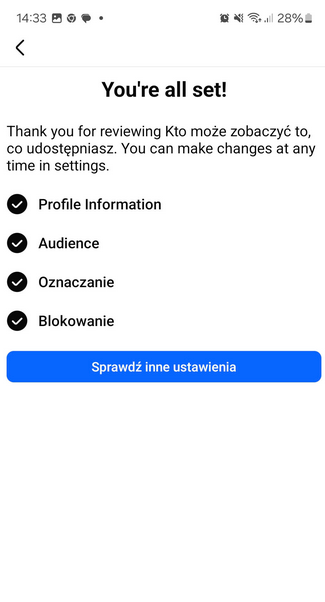 14:33 28%
You're all set!
Thank you for reviewing Kto może zobaczyć to,
co udostępniasz. You can make changes at any
time in settings.
Profile Information
Audience
Oznaczanie
Blokowanie
Sprawdź inne ustawienia